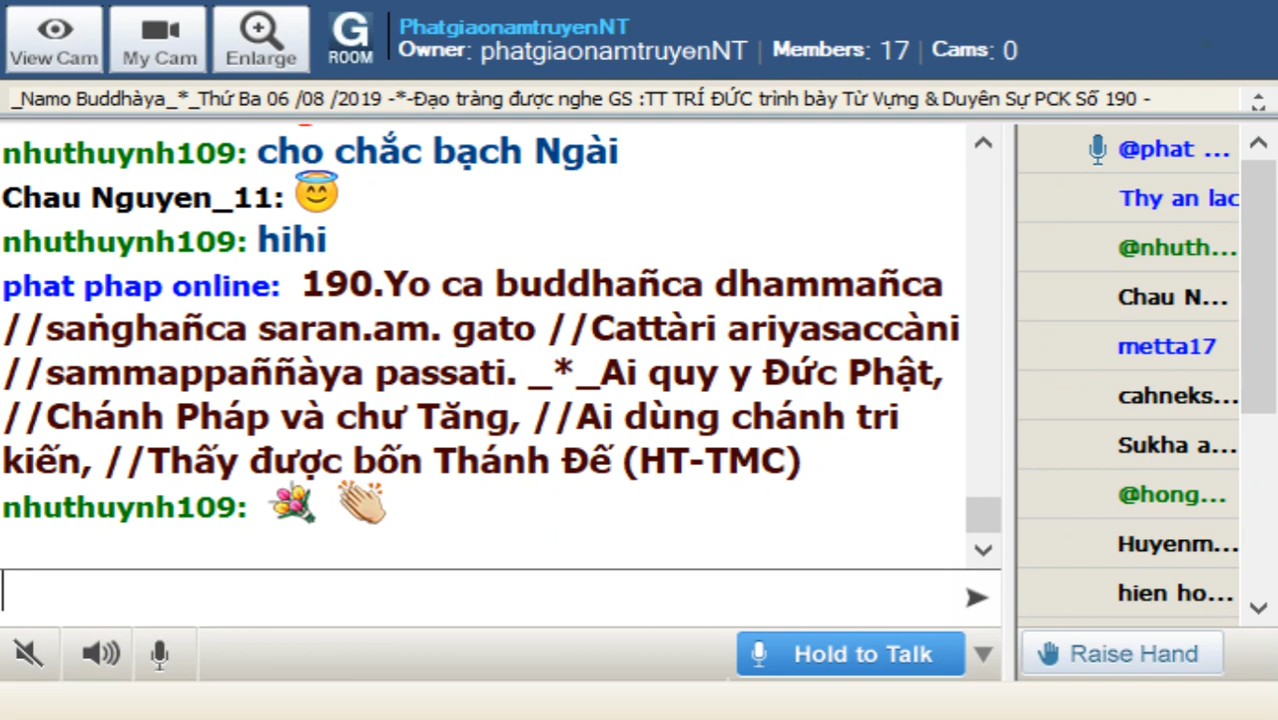 View Cam
My Cam
Enlarge
G
ROOM
PhatgiaonamtruyenNT
Owner: phatgiaonamtruyenNT | Members: 17 | Cams: 0
_Namo Buddhàya_*_Thứ Ba 06 /08 /2019 -*-Đạo tràng được nghe GS :TT TRÍ ĐỨC trình bày Từ Vựng & Duyên Sự PCK Số 190 -
nhuthuynh109: cho chắc bạch Ngài
Chau Nguyen_11:
nhuthuynh109: hihi
phat phap online: 190.Yo ca buddhañca dhammañca
//saṅghañca saran.am. gato //Cattàri ariyasaccàni
//sammappaññàya passati. _*_Ai quy y Đức Phật,
//Chánh Pháp và chư Tăng, //Ai dùng chánh tri
kiến, //Thấy được bốn Thánh Đế (HT-TMC)
nhuthuynh109:
@phat ...
Thy an lac
@nhuth...
Chau N...
metta17
cahneks...
Sukha a...
@hong...
Huyenm...
hien ho...
Hold to Talk
Raise Hand